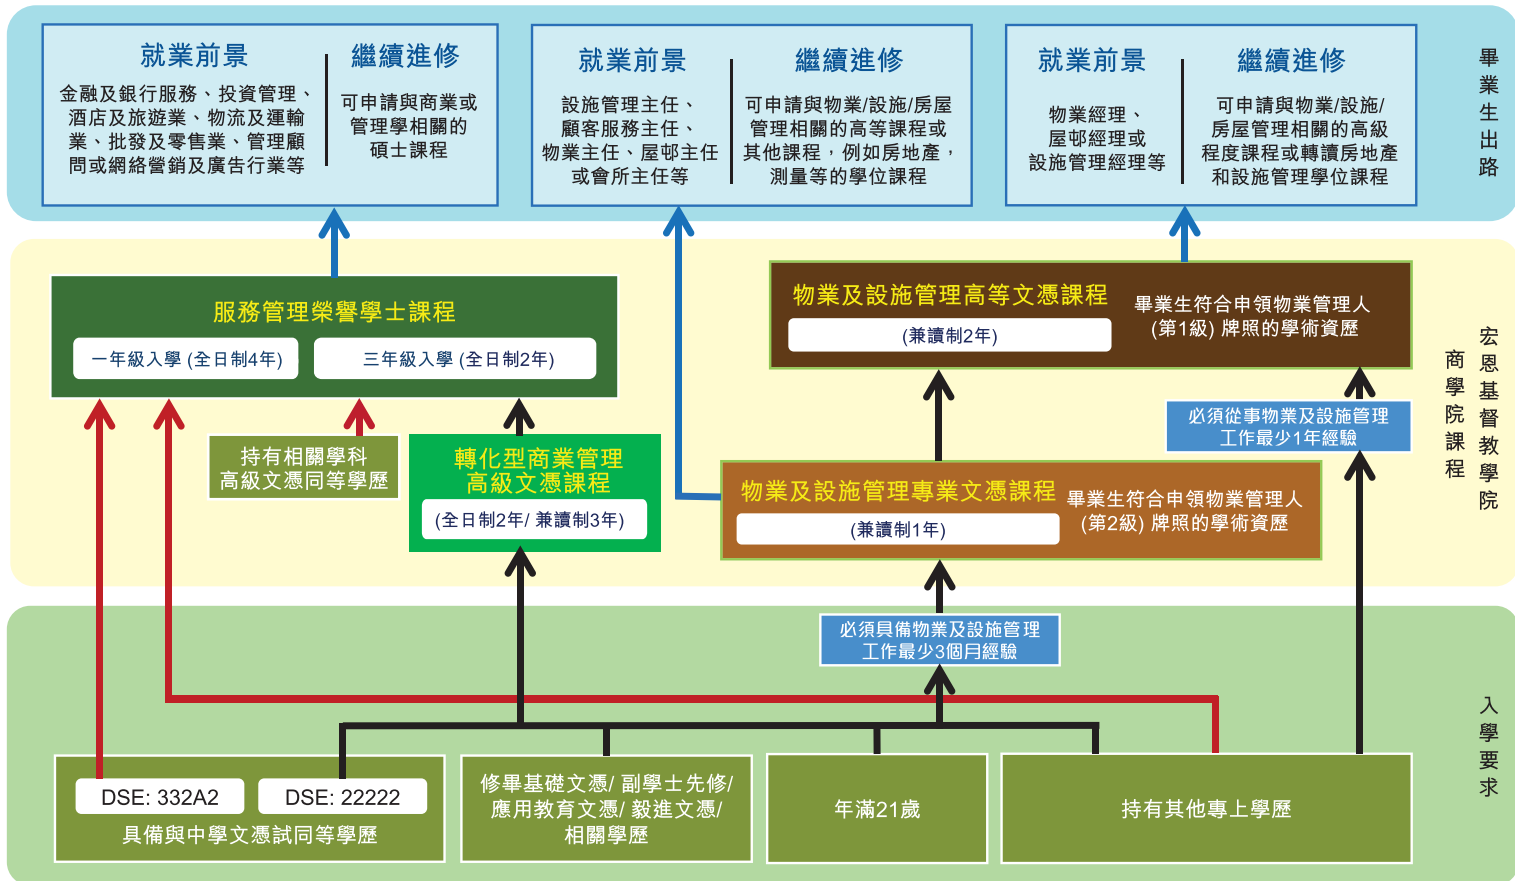 就業前景
金融及銀行服務、投資管理、
酒店及旅遊業、物流及運輸
業、批發及零售業、管理顧
問或網絡營銷及廣告行業等
繼續進修
可申請與商業或
管理學相關的
碩士課程
就業前景
設施管理主任、
顧客服務主任、
物業主任、屋邨主任
或會所主任等
繼續進修
可申請與物業/設施/房屋
管理相關的高等課程或
其他課程，例如房地產，
測量等的學位課程
就業前景
物業經理、
屋邨經理或
設施管理經理等
繼續進修
可申請與物業/設施/
房屋管理相關的高級
程度課程或轉讀房地產
和設施管理學位課程
畢業生出路
服務管理榮譽學士課程
一年級入學 (全日制4年)
三年級入學 (全日制2年)
物業及設施管理高等文憑課程
(兼讀制2年)
畢業生符合申領物業管理人
(第1級) 牌照的學術資歷
持有相關學科
高級文憑同等學歷
轉化型商業管理
高級文憑課程
(全日制2年/ 兼讀制3年)
必須從事物業及設施管理
工作最少1年經驗
物業及設施管理專業文憑課程
(兼讀制1年)
畢業生符合申領物業管理人
(第2級) 牌照的學術資歷
宏恩基督教學院
商學院課程
必須具備物業及設施管理
工作最少3個月經驗
DSE: 332A2
DSE: 22222
具備與中學文憑試同等學歷
修畢基礎文憑/ 副學士先修/
應用教育文憑/ 毅進文憑/
相關學歷
年滿21歲
持有其他專上學歷
入學要求